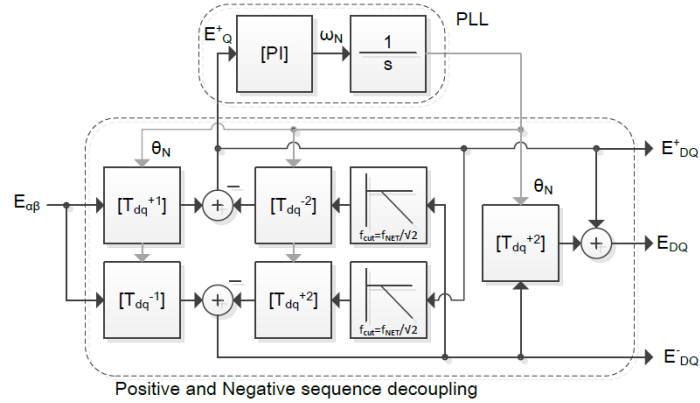 PLL
E⁺Q
[PI]
ωN
1
s
θN
θN
Eαβ
[Tdq⁺¹]
−
+
[Tdq⁻²]
fcut=fNET/√2
E⁺DQ
[Tdq⁺²]
+
EDQ
[Tdq⁻¹]
−
+
[Tdq⁺²]
fcut=fNET/√2
E⁻DQ
Positive and Negative sequence decoupling